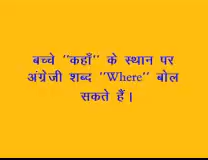 बच्चे "कहाँ" के स्थान पर
अंग्रेजी शब्द "Where" बोल
सकते हैं।